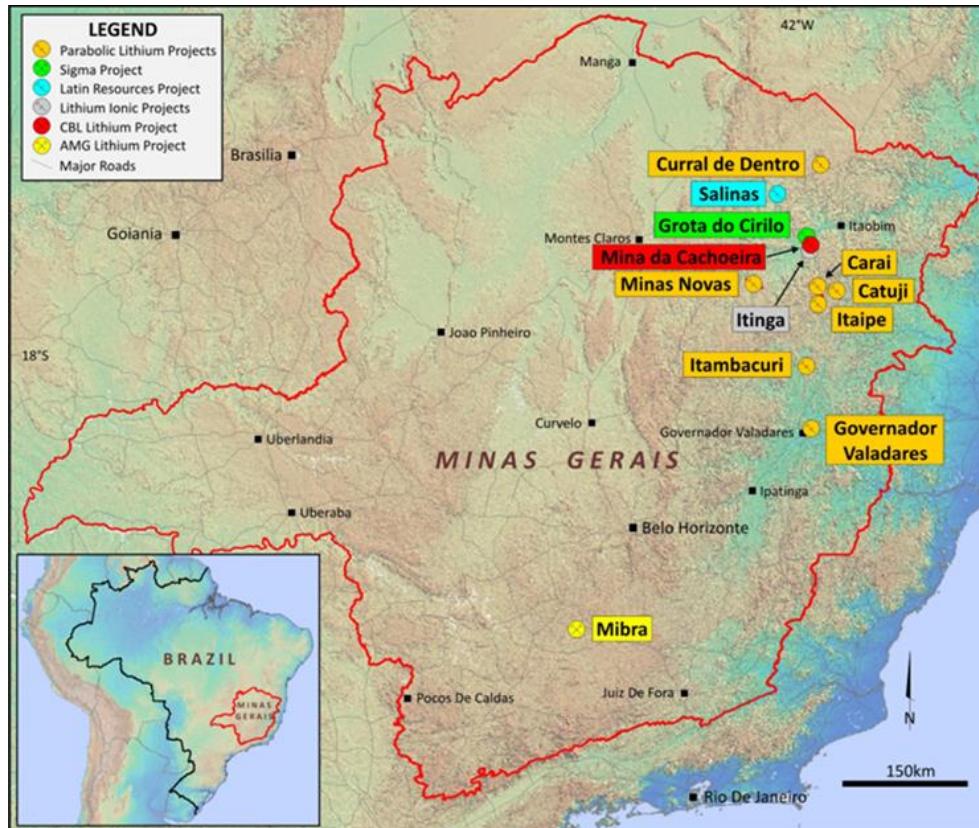 LEGEND
Parabolic Lithium Projects
Sigma Project
Latin Resources Project
Lithium Ionic Projects
CBL Lithium Project
AMG Lithium Project
Major Roads
42°W
Manga
Brasilia
Curral de Dentro
Salinas
Goiania
Grota do Cirilo
Itaobim
Montes Claros
Mina da Cachoeira
Carai
Minas Novas
Catuji
Itinga
Itaipe
Joao Pinheiro
18°S
Itambacuri
Curvelo
Governador Valadares
Governador
Valadares
Uberlandia
MINAS GERAIS
Ipatinga
Uberaba
Belo Horizonte
Mibra
BRAZIL
MINAS
GERAIS
Pocos De Caldas
Juiz De Fora
N
150km
Rio De Janeiro